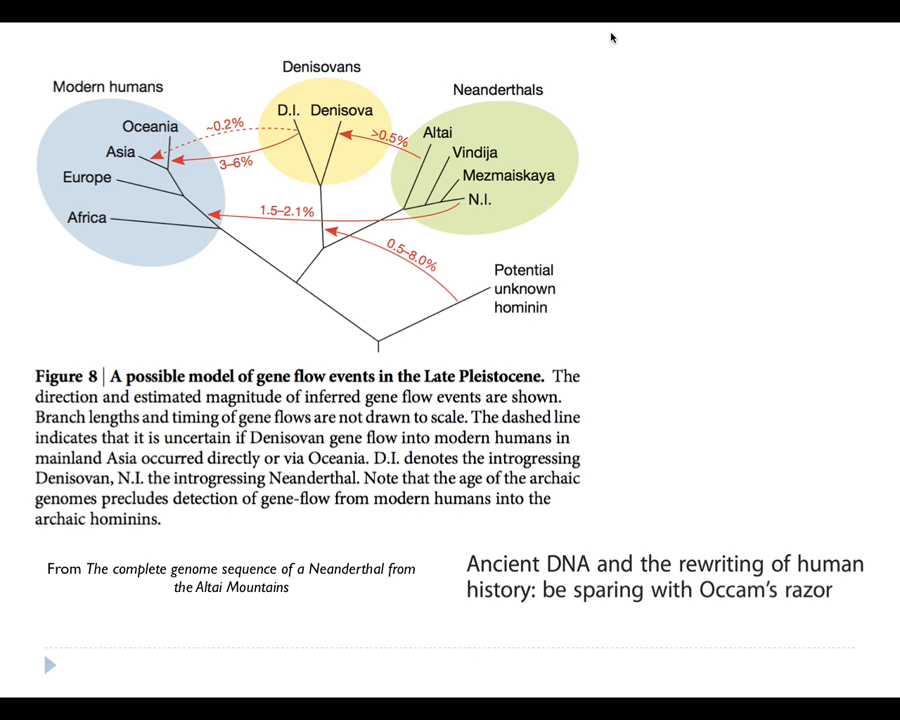 Denisovans
Modern humans
Neanderthals
D.I. Denisova
Oceania
~0.2%
>0.5%
Altai
Asia
3–6%
Vindija
Europe
Mezmaiskaya
N.I.
Africa
1.5–2.1%
0.5–8.0%
Potential
unknown
hominin
Figure 8 | A possible model of gene flow events in the Late Pleistocene. The
direction and estimated magnitude of inferred gene flow events are shown.
Branch lengths and timing of gene flows are not drawn to scale. The dashed line
indicates that it is uncertain if Denisovan gene flow into modern humans in
mainland Asia occurred directly or via Oceania. D.I. denotes the introgressing
Denisovan, N.I. the introgressing Neanderthal. Note that the age of the archaic
genomes precludes detection of gene-flow from modern humans into the
archaic hominins.
From The complete genome sequence of a Neanderthal from
the Altai Mountains
Ancient DNA and the rewriting of human
history: be sparing with Occam's razor